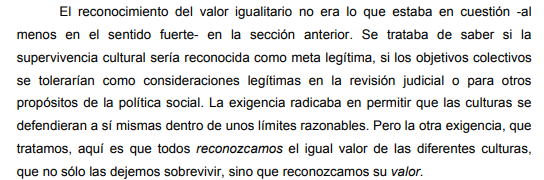 El reconocimiento del valor igualitario no era lo que estaba en cuestión -al
menos en el sentido fuerte- en la sección anterior. Se trataba de saber si la
supervivencia cultural sería reconocida como meta legítima, si los objetivos colectivos
se tolerarían como consideraciones legítimas en la revisión judicial o para otros
propósitos de la política social. La exigencia radicaba en permitir que las culturas se
defendieran a sí mismas dentro de unos límites razonables. Pero la otra exigencia, que
tratamos, aquí es que todos reconozcamos el igual valor de las diferentes culturas,
que no sólo las dejemos sobrevivir, sino que reconozcamos su valor.